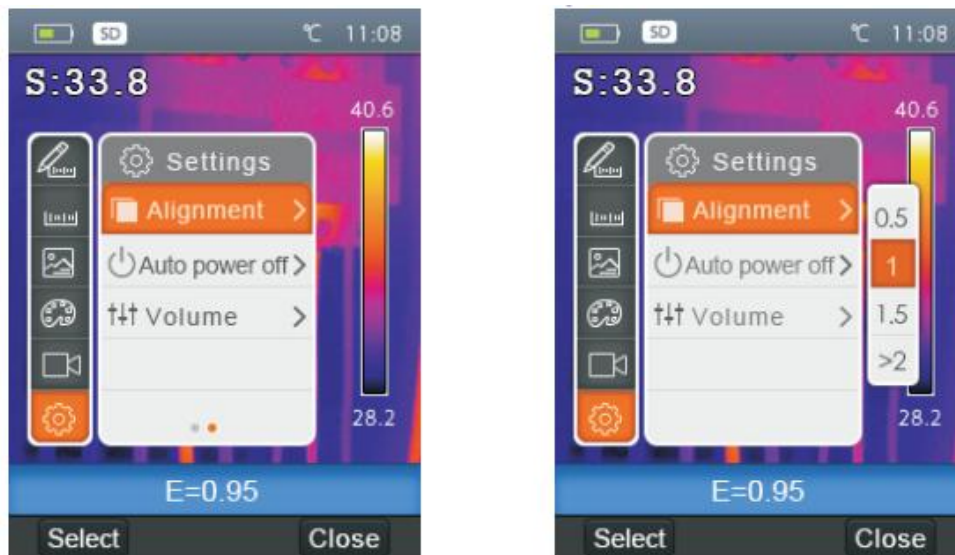 SD ℃ 11:08
S:33.8
40.6
Settings
Alignment >
Auto power off >
Volume >
28.2
E=0.95
Select Close
SD ℃ 11:08
S:33.8
40.6
Settings
Alignment >
0.5
Auto power off >
1
Volume >
1.5
>2
28.2
E=0.95
Select Close